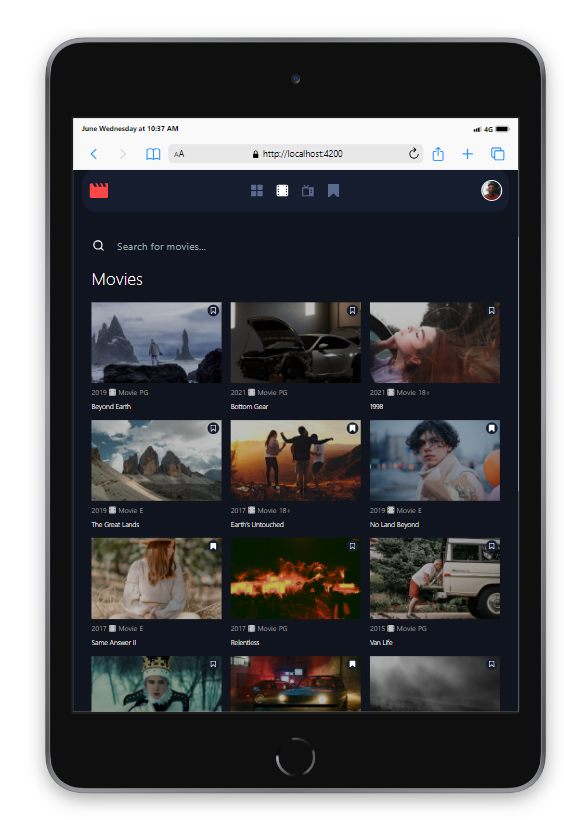 June Wednesday at 10:37 AM
4G
AA
http://localhost:4200
Search for movies...
Movies
2019 Movie PG
Beyond Earth
2021 Movie PG
Bottom Gear
2021 Movie 18+
1998
2019 Movie E
The Great Lands
2017 Movie 18+
Earth's Untouched
2019 Movie E
No Land Beyond
2017 Movie E
Same Answer II
2017 Movie PG
Relentless
2015 Movie PG
Van Life